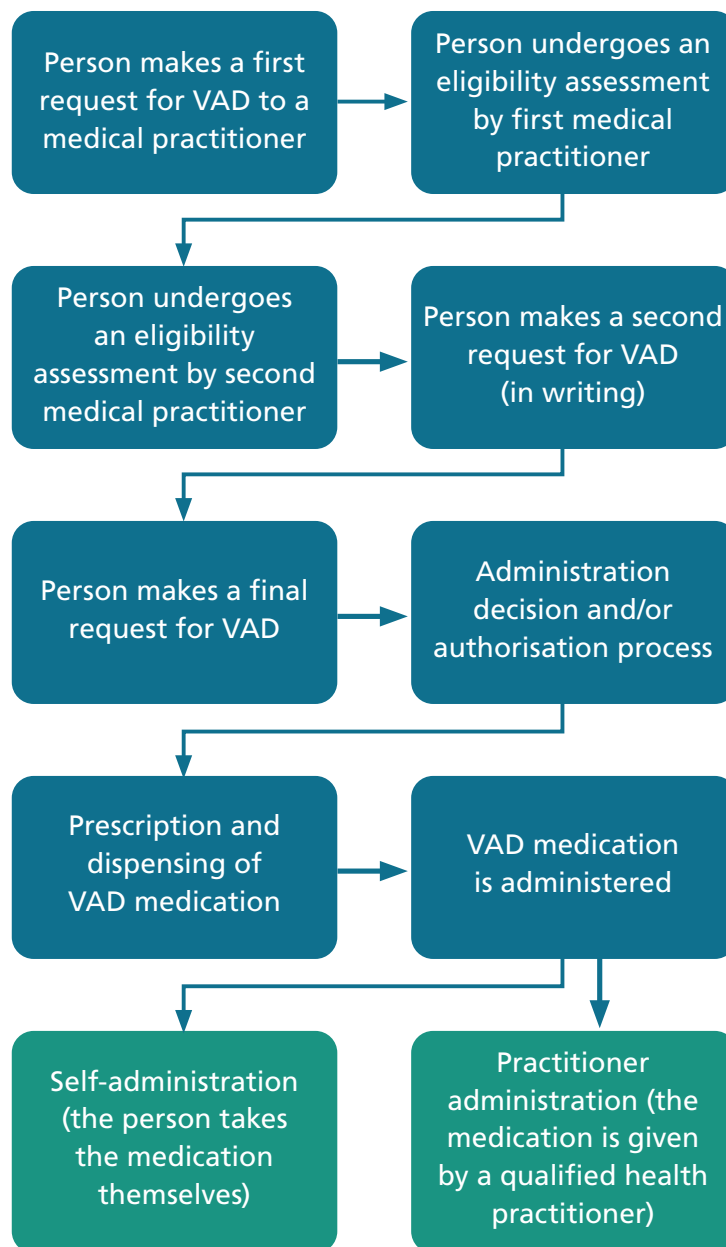 Person makes a first
request for VAD to a
medical practitioner
Person undergoes an
eligibility assessment
by first medical
practitioner
Person undergoes
an eligibility
assessment by second
medical practitioner
Person makes a second
request for VAD
(in writing)
Person makes a final
request for VAD
Administration
decision and/or
authorisation process
Prescription and
dispensing of
VAD medication
VAD medication
is administered
Self-administration
(the person takes
the medication
themselves)
Practitioner
administration (the
medication is given
by a qualified health
practitioner)